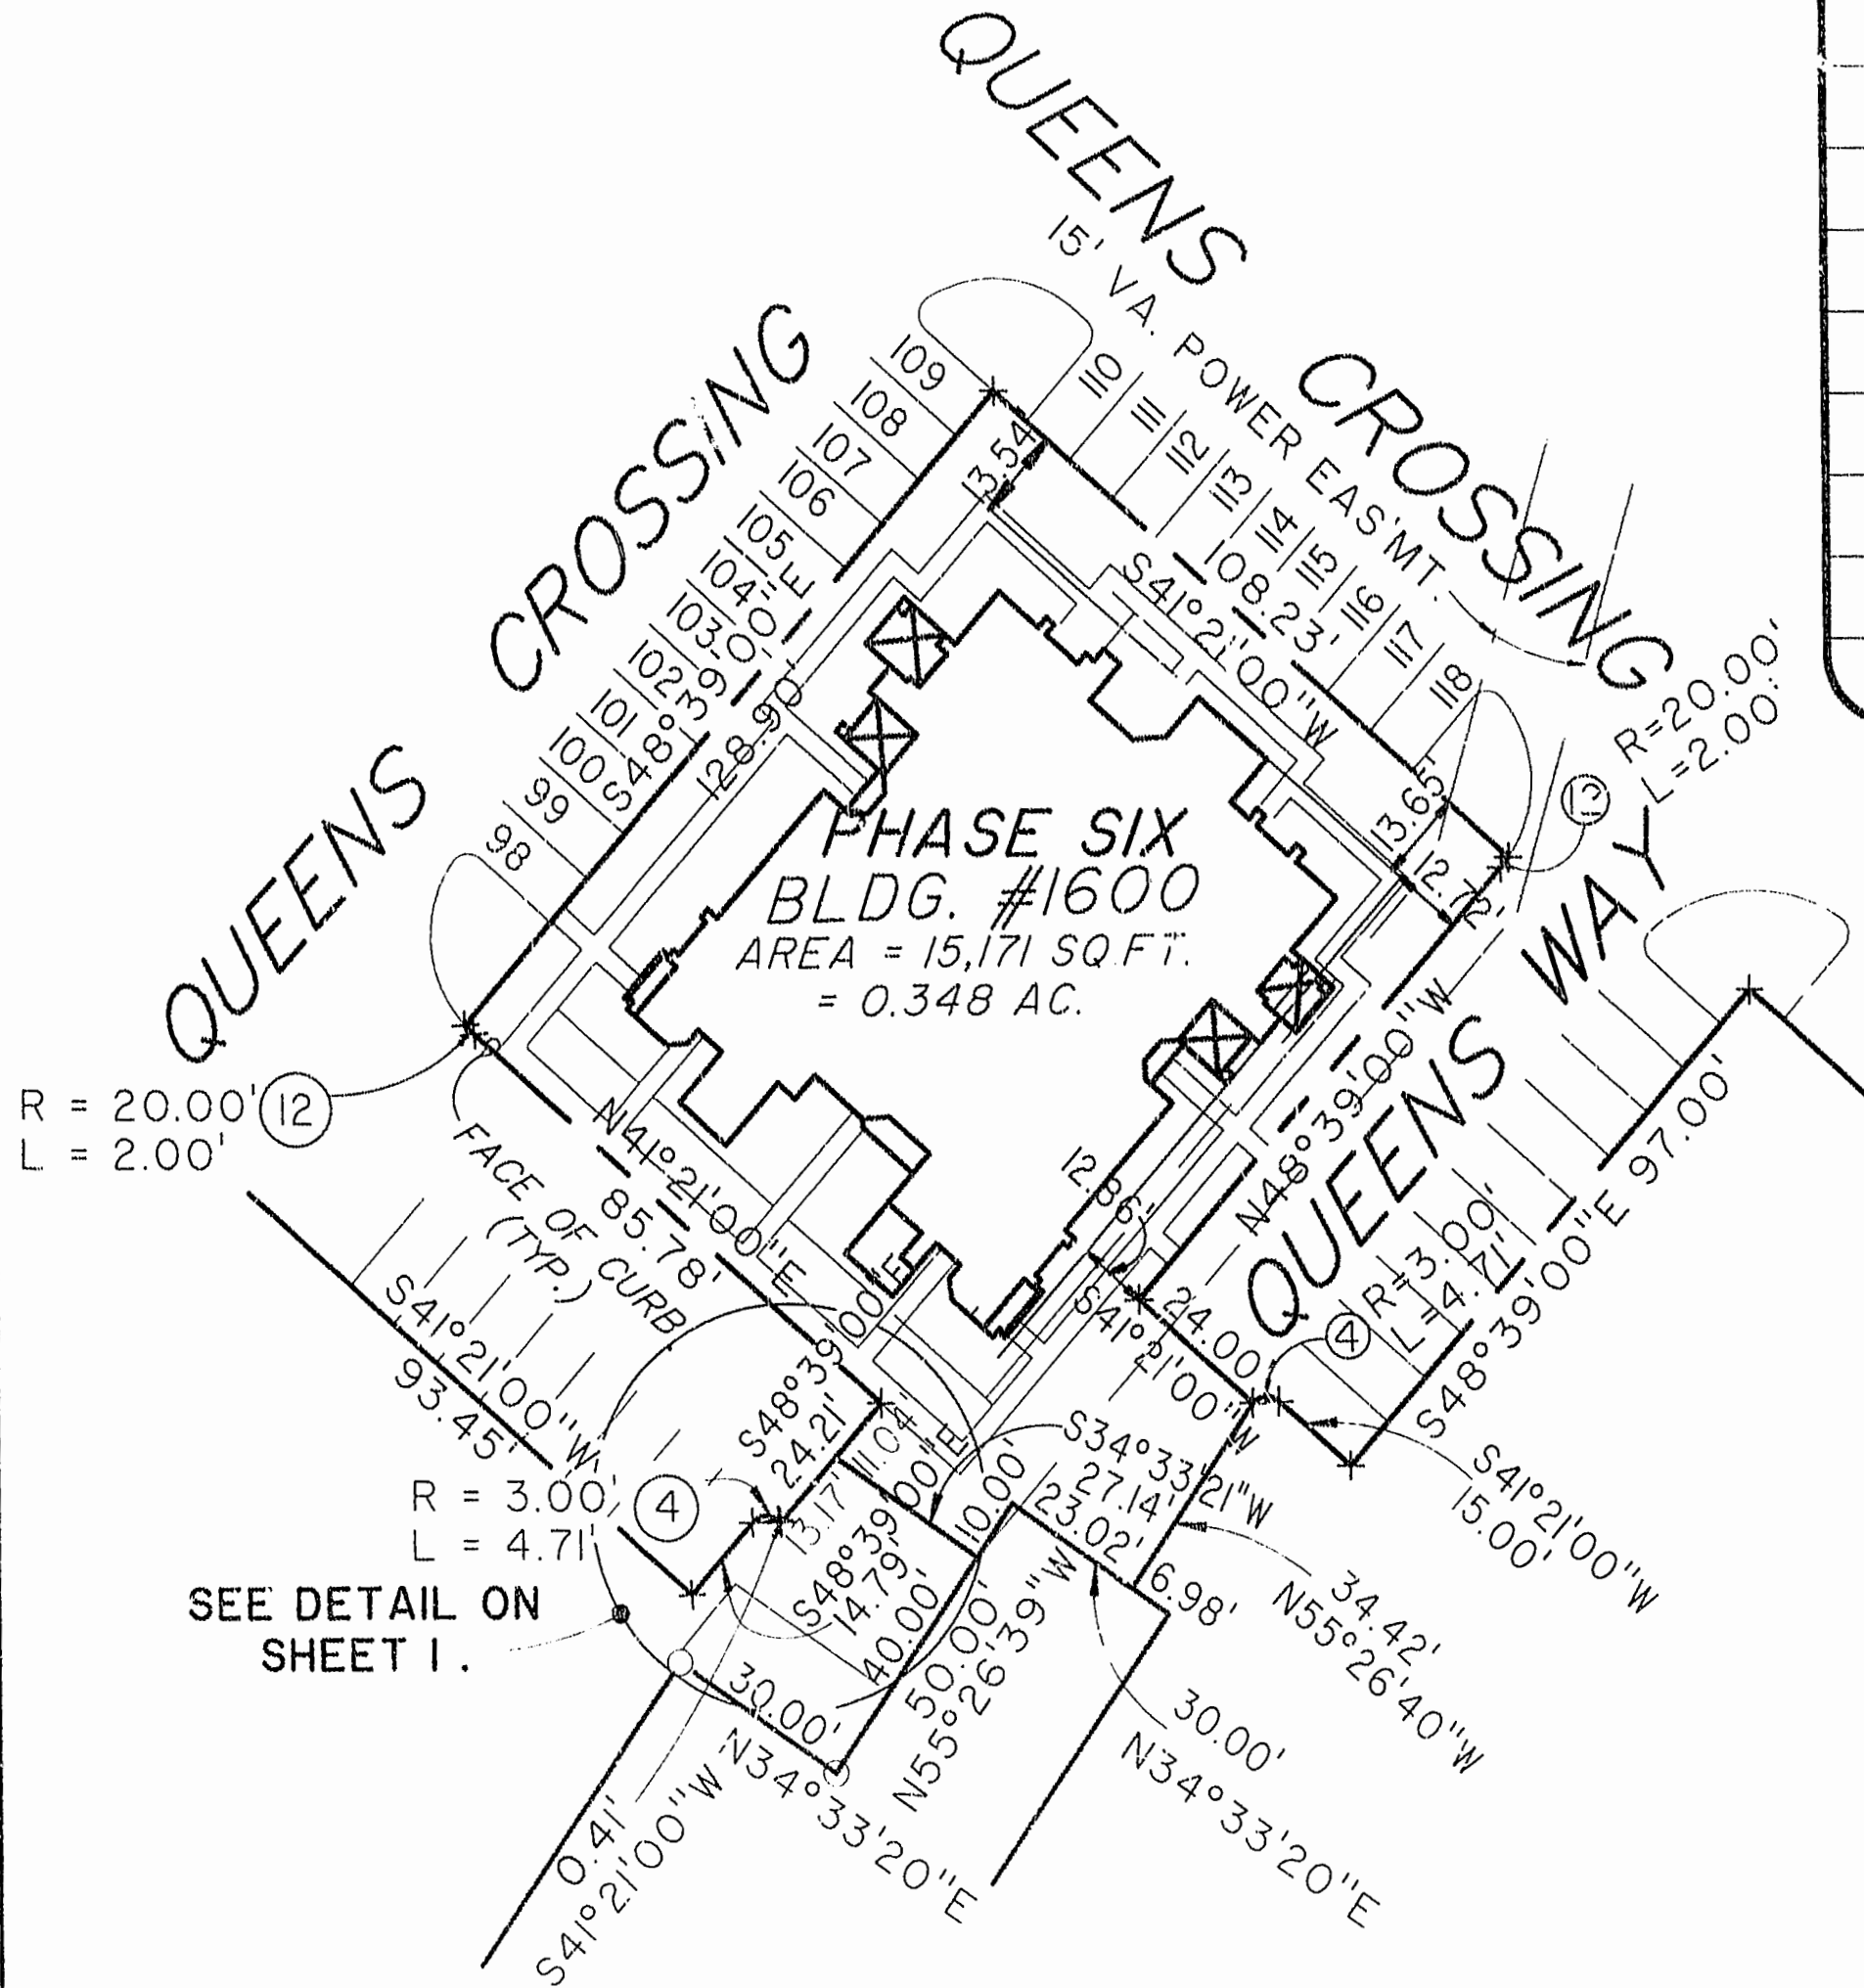 QUEENS CROSSING
15' VA. POWER EAS'MT.
QUEENS CROSSING
109
108
107
106
105
104
103
102
101
100
99
98
110
111
112
113
114
115
116
117
118
13.54'
S48°39'00"E
128.90'
S41°21'00"W
108.23'
R=20.00'
L=2.00'
13
13.65'
12.72'
PHASE SIX
BLDG. #1600
AREA = 15,171 SQ.FT.
= 0.348 AC.
QUEENS WAY
N48°39'00"W
R = 20.00'
L = 2.00'
12
FACE OF CURB
(TYP.)
N41°21'00"E
85.78'
12.86'
S41°21'00"W
24.00'
4
R=3.00'
L=4.71'
S48°39'00"E 97.00'
S41°21'00"W
15.00'
S41°21'00"W
93.45'
S48°39'00"E
24.21'
R = 3.00'
L = 4.71'
4
SEE DETAIL ON
SHEET 1.
11.04'
13.17'
S48°39'00"E
14.79'
10.00'
40.00'
S34°33'21"W
27.14'
23.02'
6.98'
50.00'
N55°26'39"W
34.42'
N55°26'40"W
30.00'
N34°33'20"E
30.00'
N34°33'20"E
0.41'
S41°21'00"W